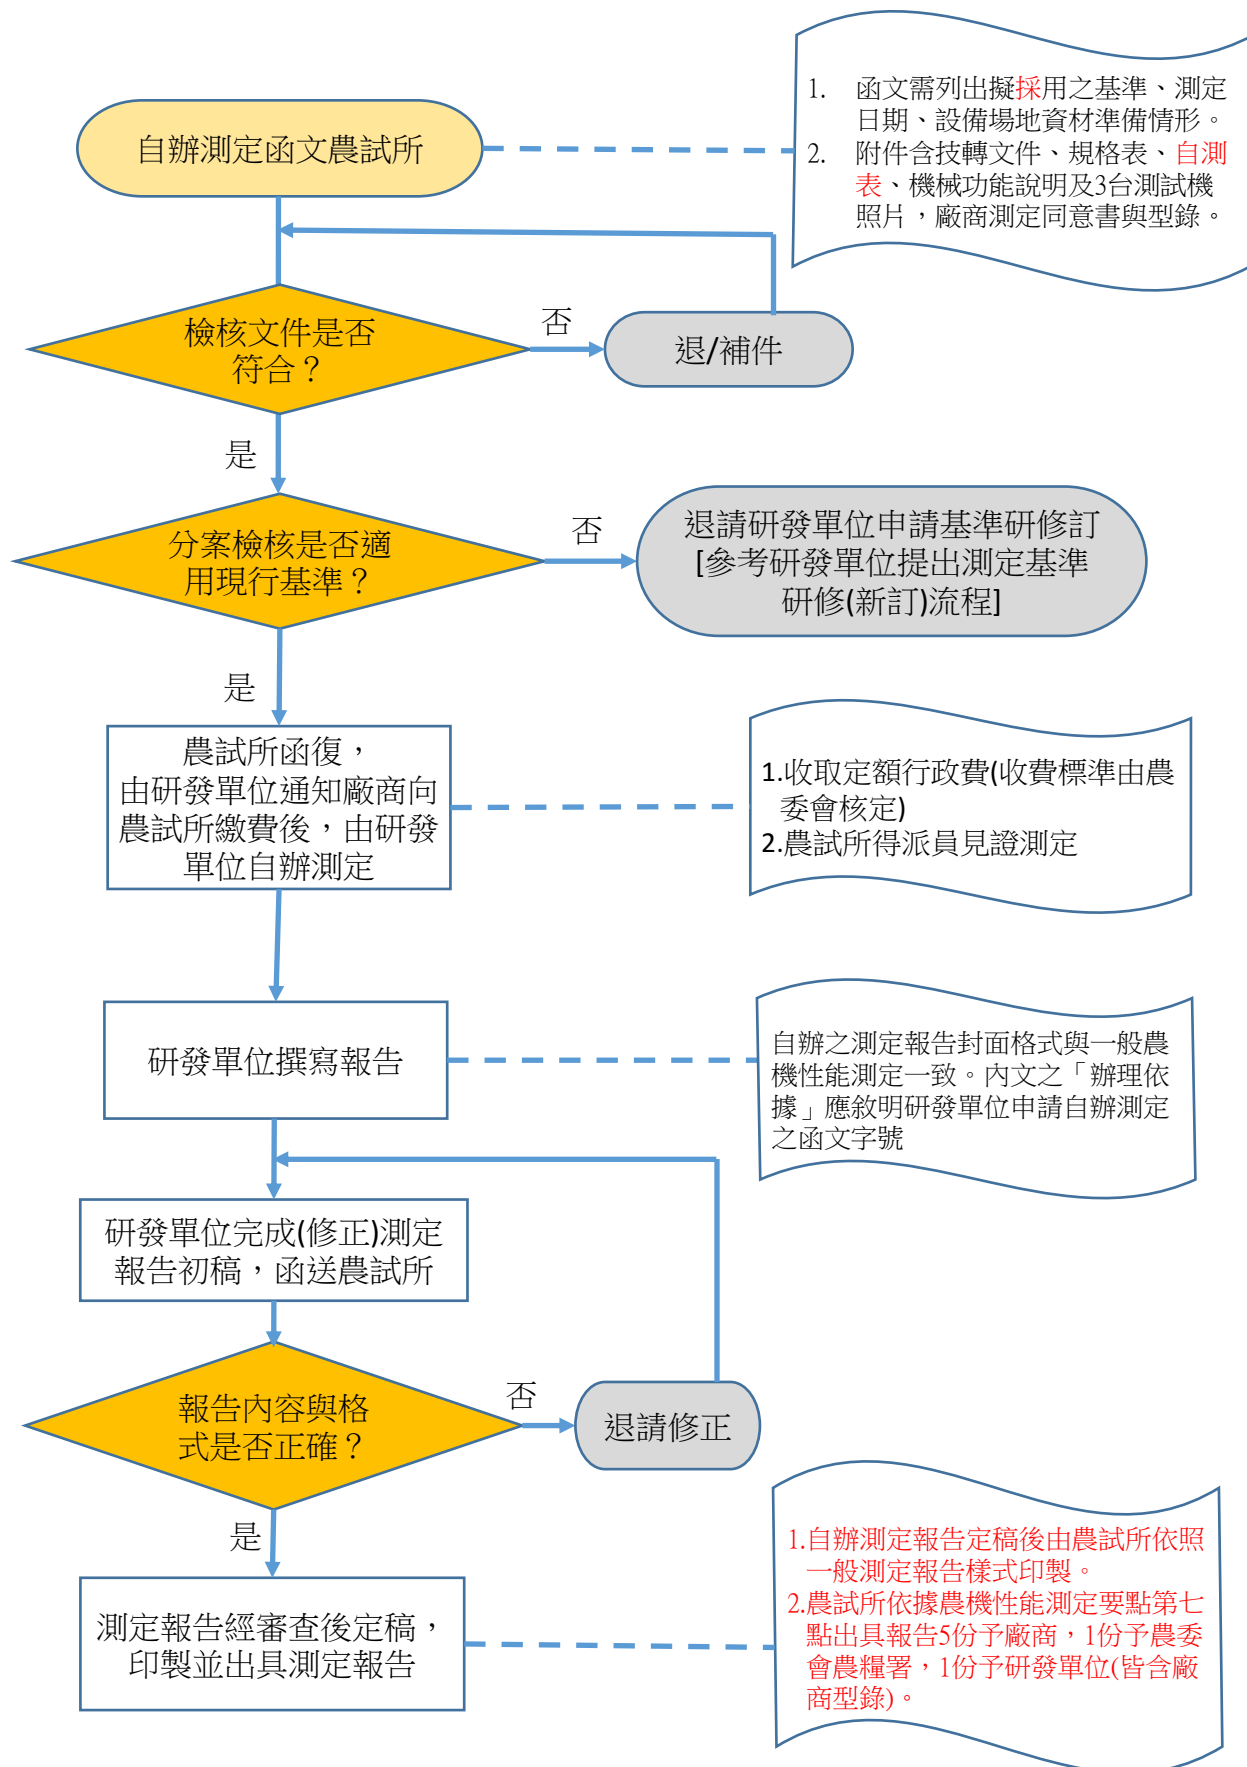 自辦測定函文農試所
1. 函文需列出擬採用之基準、測定
日期、設備場地資材準備情形。
2. 附件含技轉文件、規格表、自測
表、機械功能說明及3台測試機
照片，廠商測定同意書與型錄。
檢核文件是否
符合？
否
退/補件
是
分案檢核是否適
用現行基準？
否
退請研發單位申請基準研修訂
[參考研發單位提出測定基準
研修(新訂)流程]
是
農試所函復，
由研發單位通知廠商向
農試所繳費後，由研發
單位自辦測定
1.收取定額行政費(收費標準由農
委會核定)
2.農試所得派員見證測定
研發單位撰寫報告
自辦之測定報告封面格式與一般農
機性能測定一致。內文之「辦理依
據」應敘明研發單位申請自辦測定
之函文字號
研發單位完成(修正)測定
報告初稿，函送農試所
報告內容與格
式是否正確？
否
退請修正
是
測定報告經審查後定稿，
印製並出具測定報告
1.自辦測定報告定稿後由農試所依照
一般測定報告樣式印製。
2.農試所依據農機性能測定要點第七
點出具報告5份予廠商，1份予農委
會農糧署，1份予研發單位(皆含廠
商型錄)。